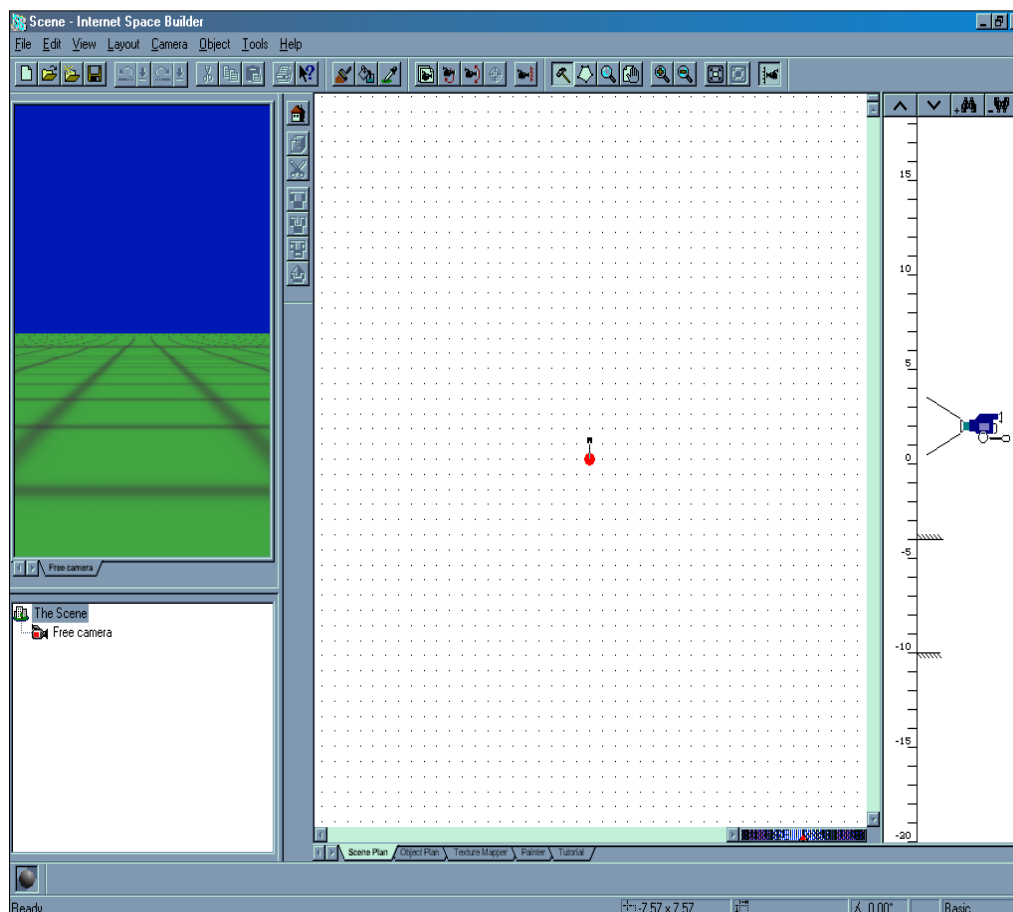 Scene - Internet Space Builder
File Edit View Layout Camera Object Tools Help
15
10
5
0
-5
-10
-15
-20
Free camera
The Scene
Free camera
Scene Plan Object Plan Texture Mapper Painter Tutorial
Ready -7.57 x 7.57 0.00° Basic